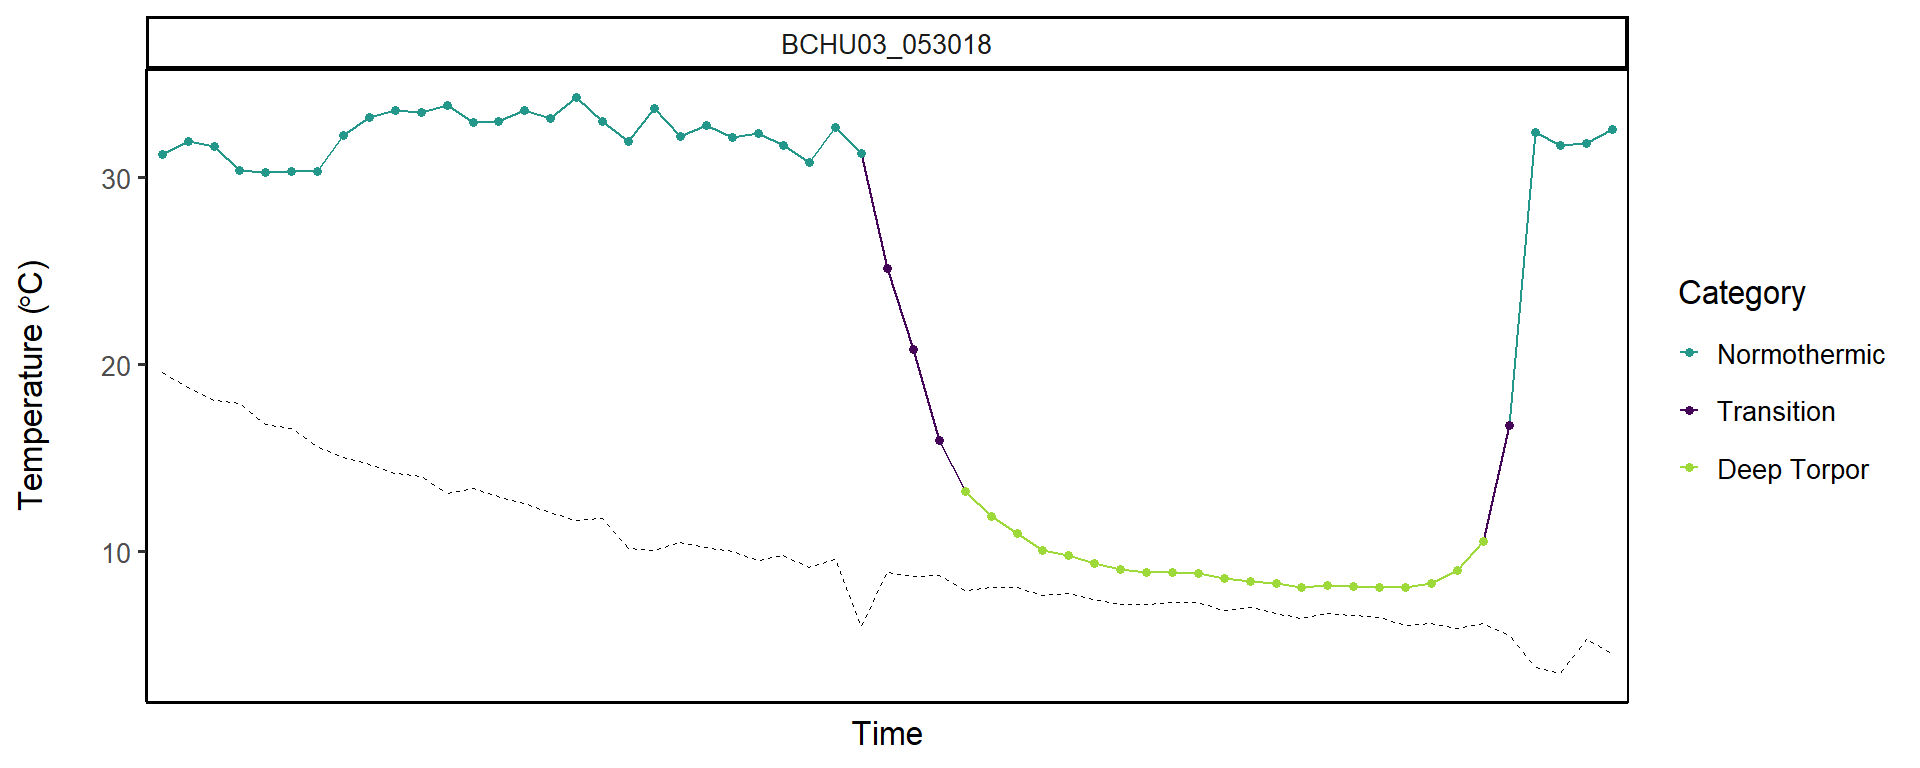 BCHU03_053018
Temperature (°C)
30
20
10
Time
Category
Normothermic
Transition
Deep Torpor